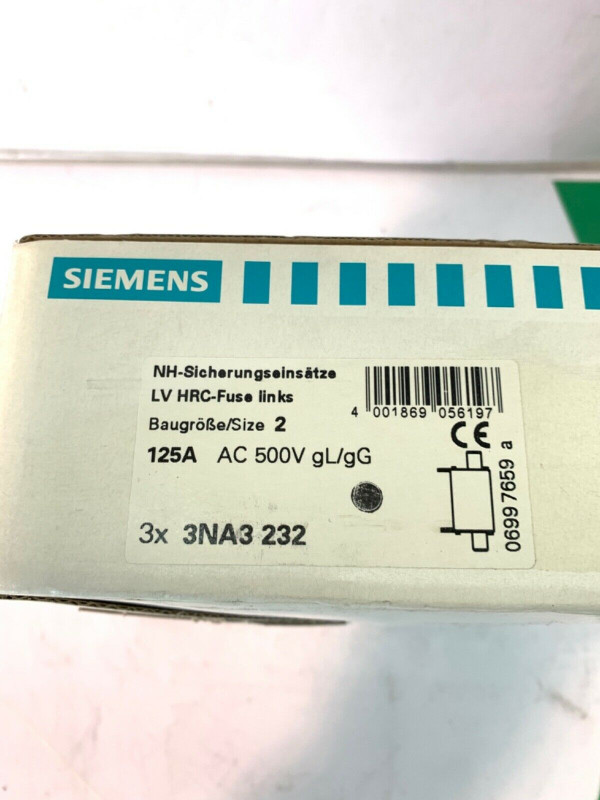 SIEMENS
NH-Sicherungseinsätze
LV HRC-Fuse links
Baugröße/Size 2
125A AC 500V gL/gG
3x 3NA3 232
4 001869 056197
CE
0699 7659 a